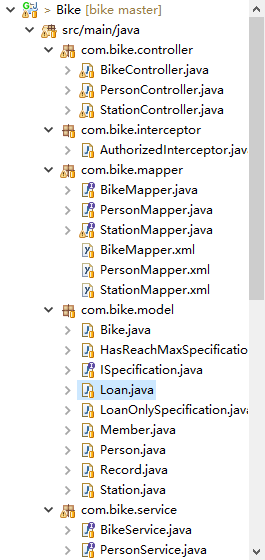 > Bike [bike master]
src/main/java
com.bike.controller
BikeController.java
PersonController.java
StationController.java
com.bike.interceptor
AuthorizedInterceptor.jav
com.bike.mapper
BikeMapper.java
PersonMapper.java
StationMapper.java
BikeMapper.xml
PersonMapper.xml
StationMapper.xml
com.bike.model
Bike.java
HasReachMaxSpecificatio
ISpecification.java
Loan.java
LoanOnlySpecification.java
Member.java
Person.java
Record.java
Station.java
com.bike.service
BikeService.java
PersonService.java